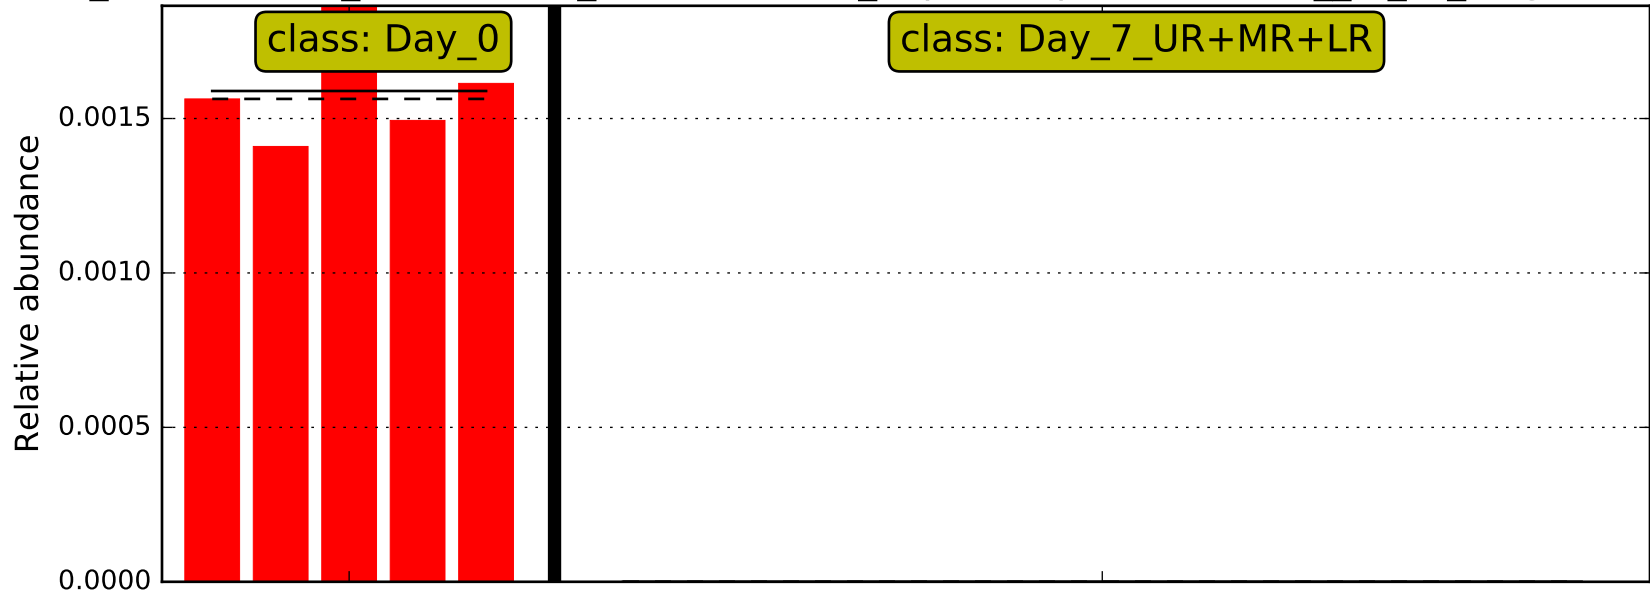 class: Day_0
class: Day_7_UR+MR+LR
0.0015
0.0010
0.0005
0.0000
Relative abundance